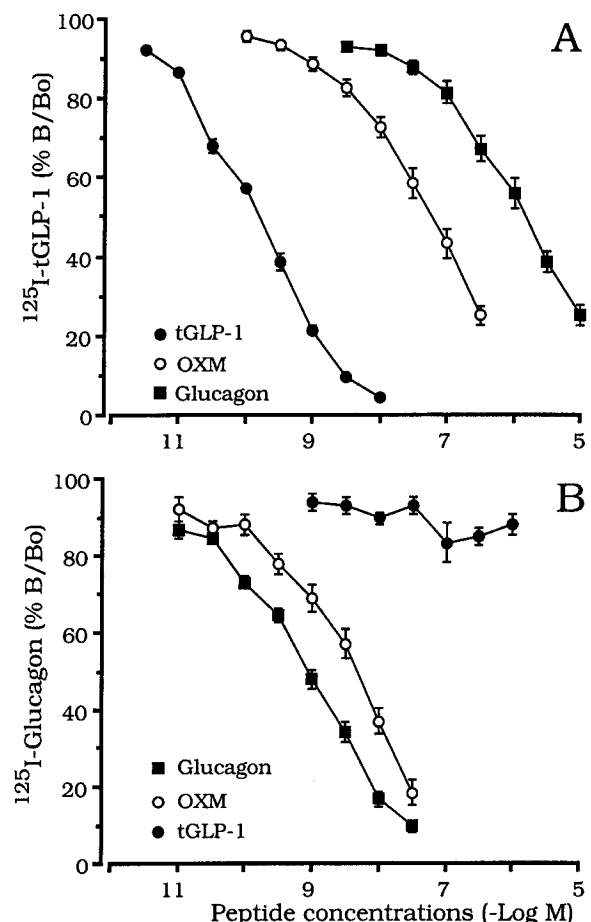 A
¹²⁵I-tGLP-1 (% B/Bo)
100
80
60
40
20
0
tGLP-1
OXM
Glucagon
11
9
7
5
B
¹²⁵I-Glucagon (% B/Bo)
100
80
60
40
20
0
Glucagon
OXM
tGLP-1
11
9
7
5
Peptide concentrations (-Log M)